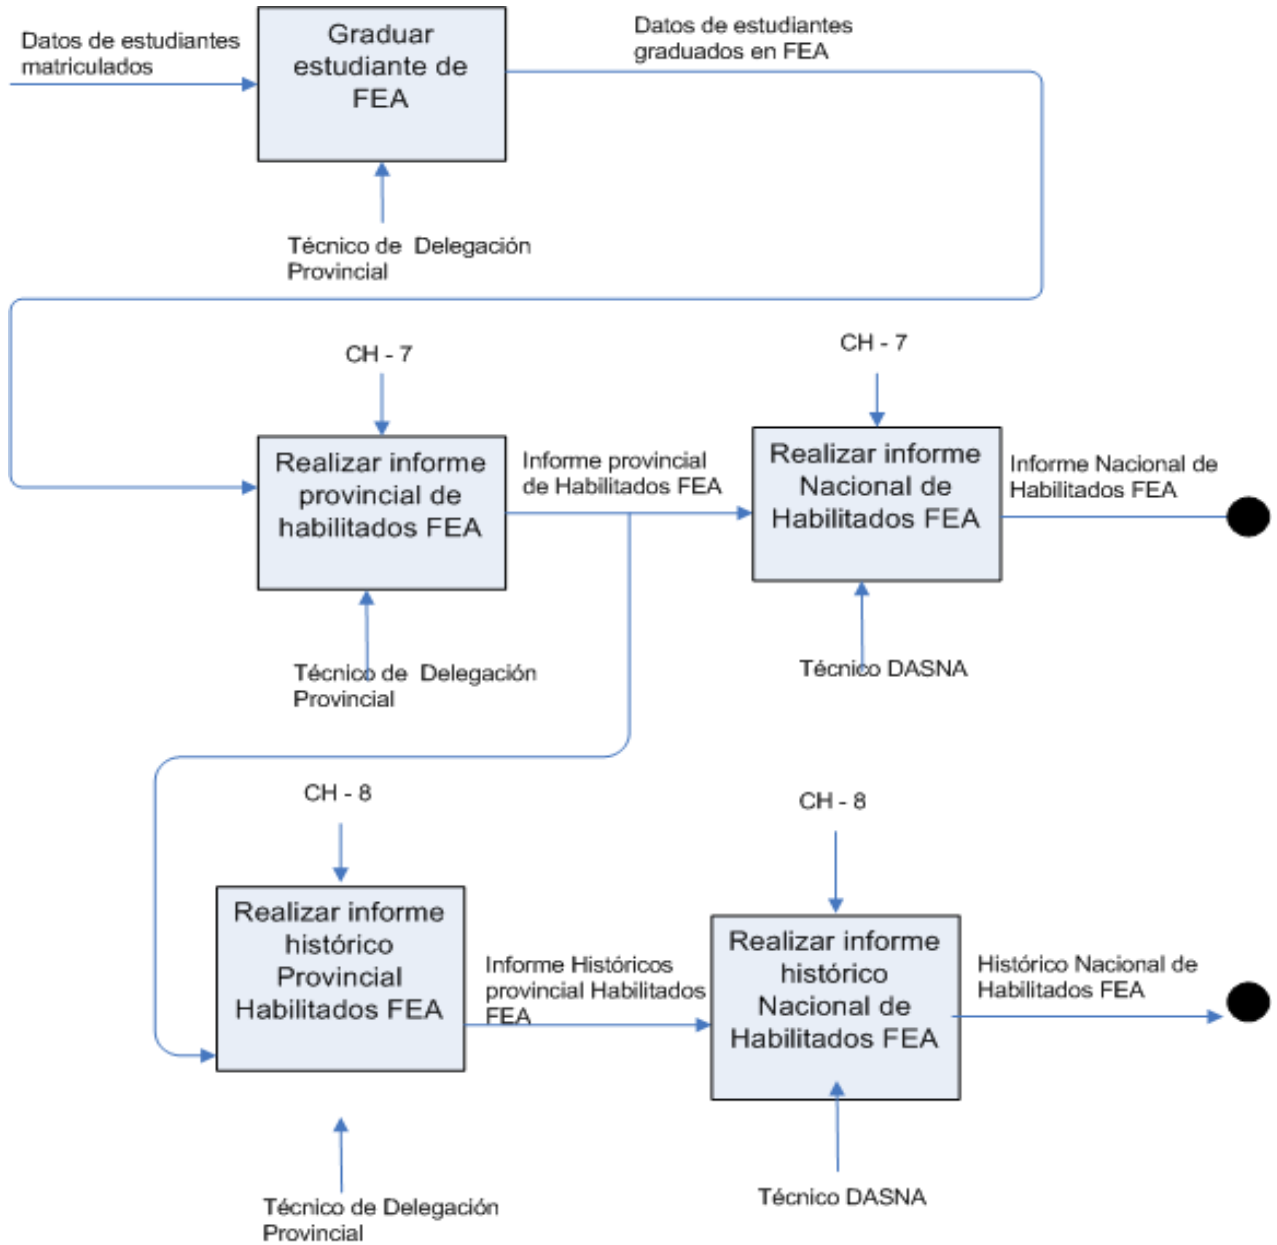 Datos de estudiantes
matriculados
Graduar
estudiante de
FEA
Datos de estudiantes
graduados en FEA
Técnico de Delegación
Provincial
CH - 7
CH - 7
Realizar informe
provincial de
habilitados FEA
Informe provincial
de Habilitados FEA
Realizar informe
Nacional de
Habilitados FEA
Informe Nacional de
Habilitados FEA
Técnico de Delegación
Provincial
Técnico DASNA
CH - 8
CH - 8
Realizar informe
histórico
Provincial
Habilitados FEA
Informe Históricos
provincial Habilitados
FEA
Realizar informe
histórico
Nacional de
Habilitados FEA
Histórico Nacional de
Habilitados FEA
Técnico de Delegación
Provincial
Técnico DASNA